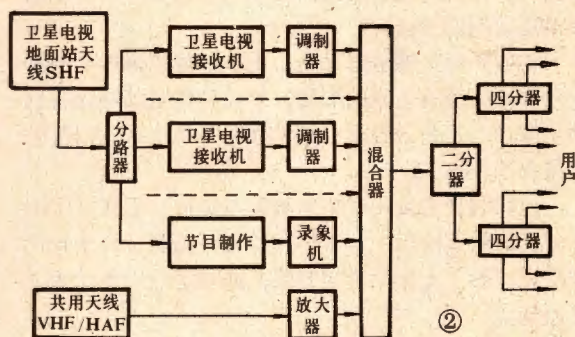 卫星电视
地面站天
线SHF
分
路
器
卫星电视
接收机
调制
器
卫星电视
接收机
调制
器
节目制作
录象
机
共用天线
VHF/HAF
放大
器
混
合
器
二分
器
四分器
四分器
用
户
②